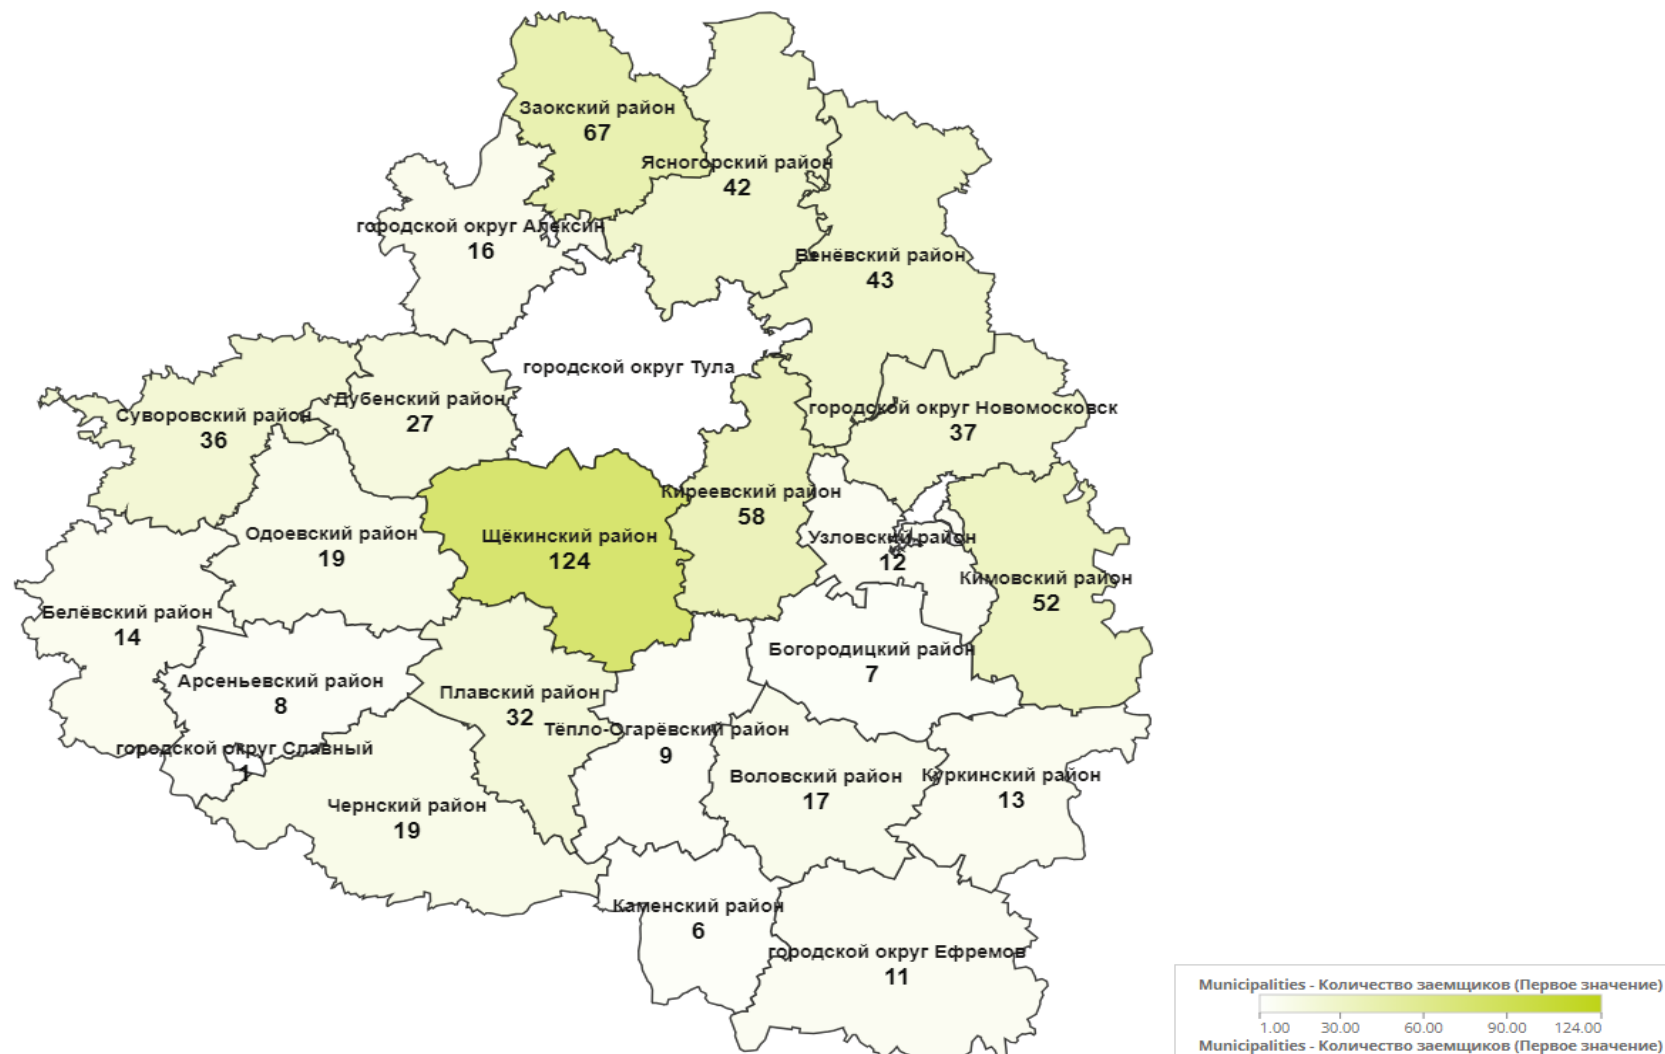 Заокский район
67
Ясногорский район
42
городской округ Алексин
16
Венёвский район
43
городской округ Тула
Суворовский район
36
Дубенский район
27
городской округ Новомосковск
37
Киреевский район
58
Одоевский район
19
Щёкинский район
124
Узловский район
12
Кимовский район
52
Белёвский район
14
Арсеньевский район
8
Плавский район
32
Богородицкий район
7
городской округ Славный
1
Тёпло-Огарёвский район
9
Чернский район
19
Воловский район
17
Куркинский район
13
Каменский район
6
городской округ Ефремов
11
Municipalities - Количество заемщиков (Первое значение)
1.00 30.00 60.00 90.00 124.00
Municipalities - Количество заемщиков (Первое значение)